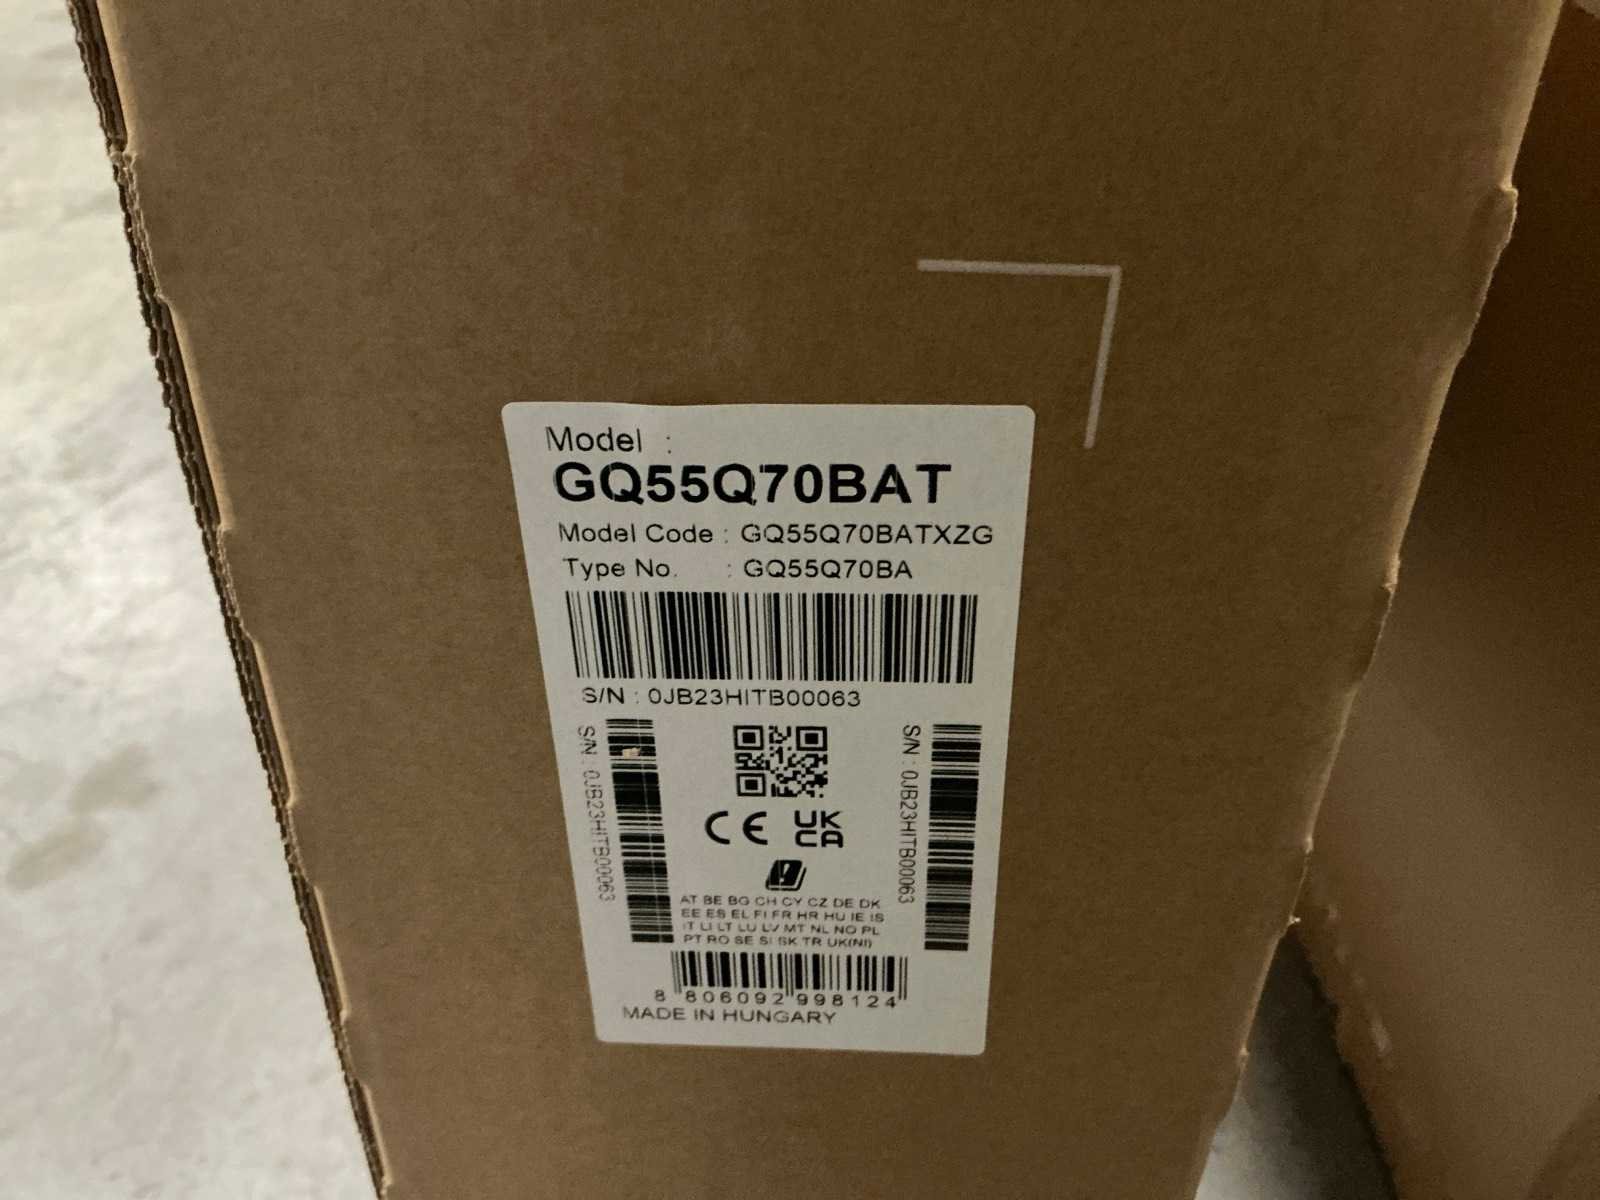 Model :
GQ55Q70BAT
Model Code : GQ55Q70BATXZG
Type No. : GQ55Q70BA
S/N : 0JB23HITB00063
S/N : 0JB23HITB00063
S/N : 0JB23HITB00063
CE UK
CA
AT BE BG CH CY CZ DE DK
EE ES EL FI FR HR HU IE IS
IT LI LT LU LV MT NL NO PL
PT RO SE SI SK TR UK(NI)
8 806092 998124
MADE IN HUNGARY